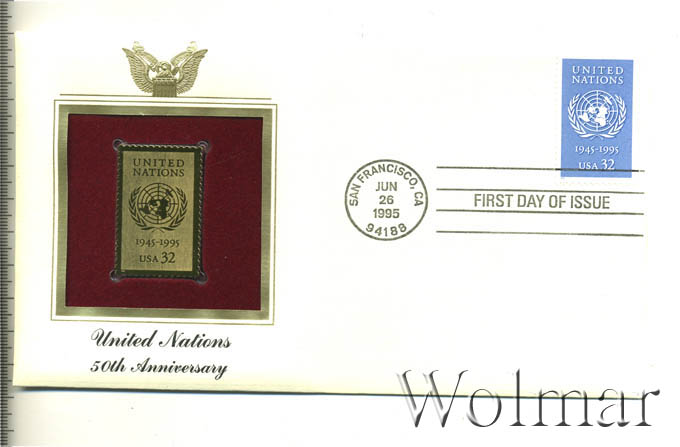 UNITED
NATIONS
1945-1995
USA 32
United Nations
50th Anniversary
SAN FRANCISCO, CA
JUN
26
1995
94188
FIRST DAY OF ISSUE
UNITED
NATIONS
1945-1995
USA 32
Wolmar